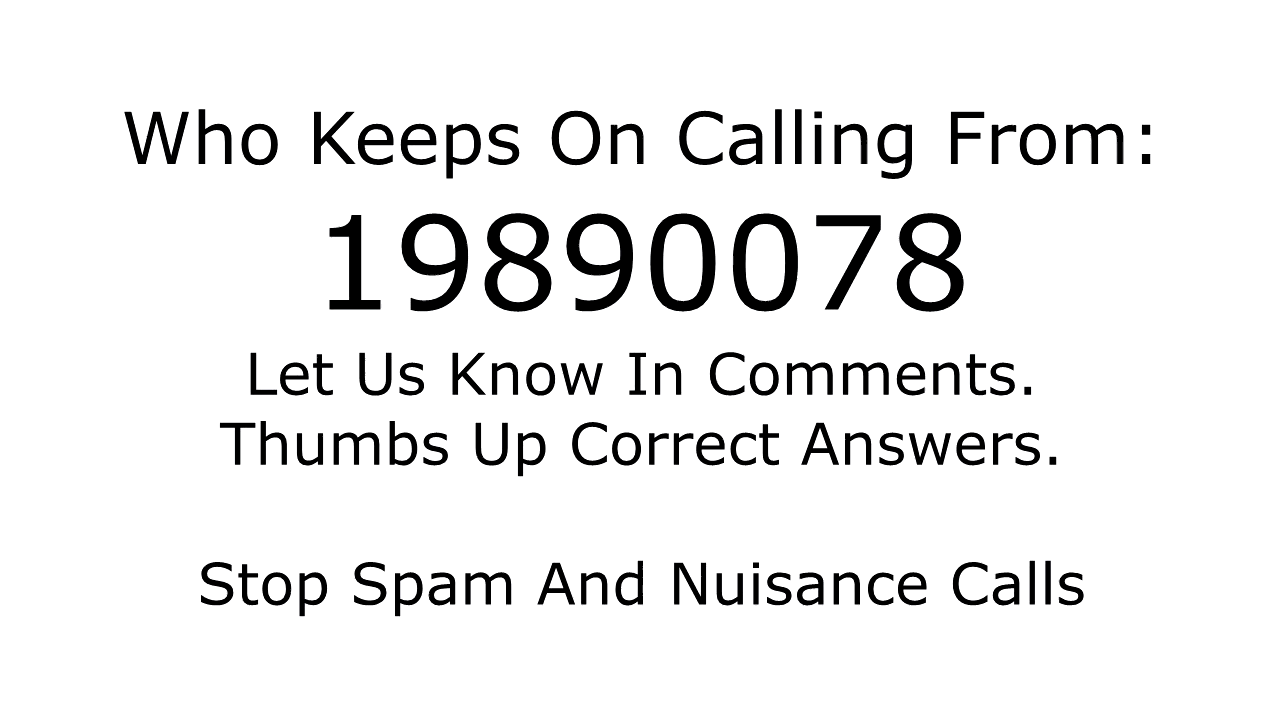 Who Keeps On Calling From:
19890078
Let Us Know In Comments.
Thumbs Up Correct Answers.
Stop Spam And Nuisance Calls